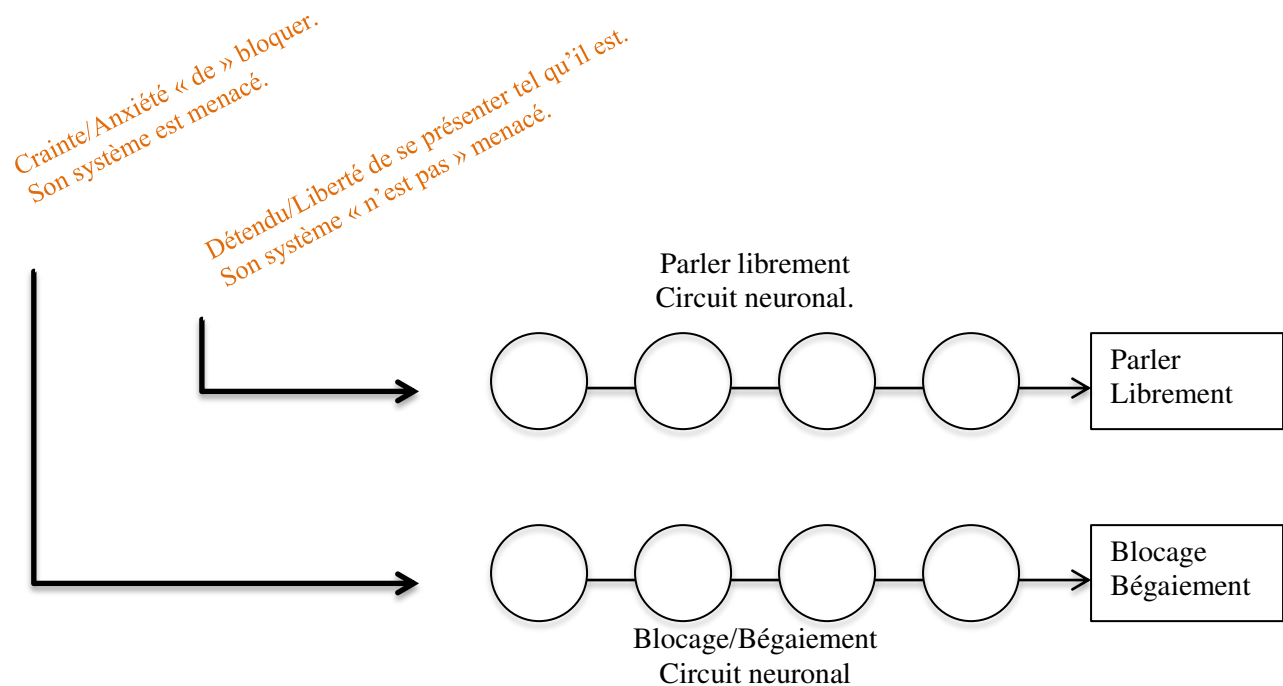 Crainte/Anxiété « de » bloquer.
Son système est menacé.
Détendu/Liberté de se présenter tel qu’il est.
Son système « n’est pas » menacé.
Parler librement
Circuit neuronal.
Parler
Librement
Blocage
Bégaiement
Blocage/Bégaiement
Circuit neuronal